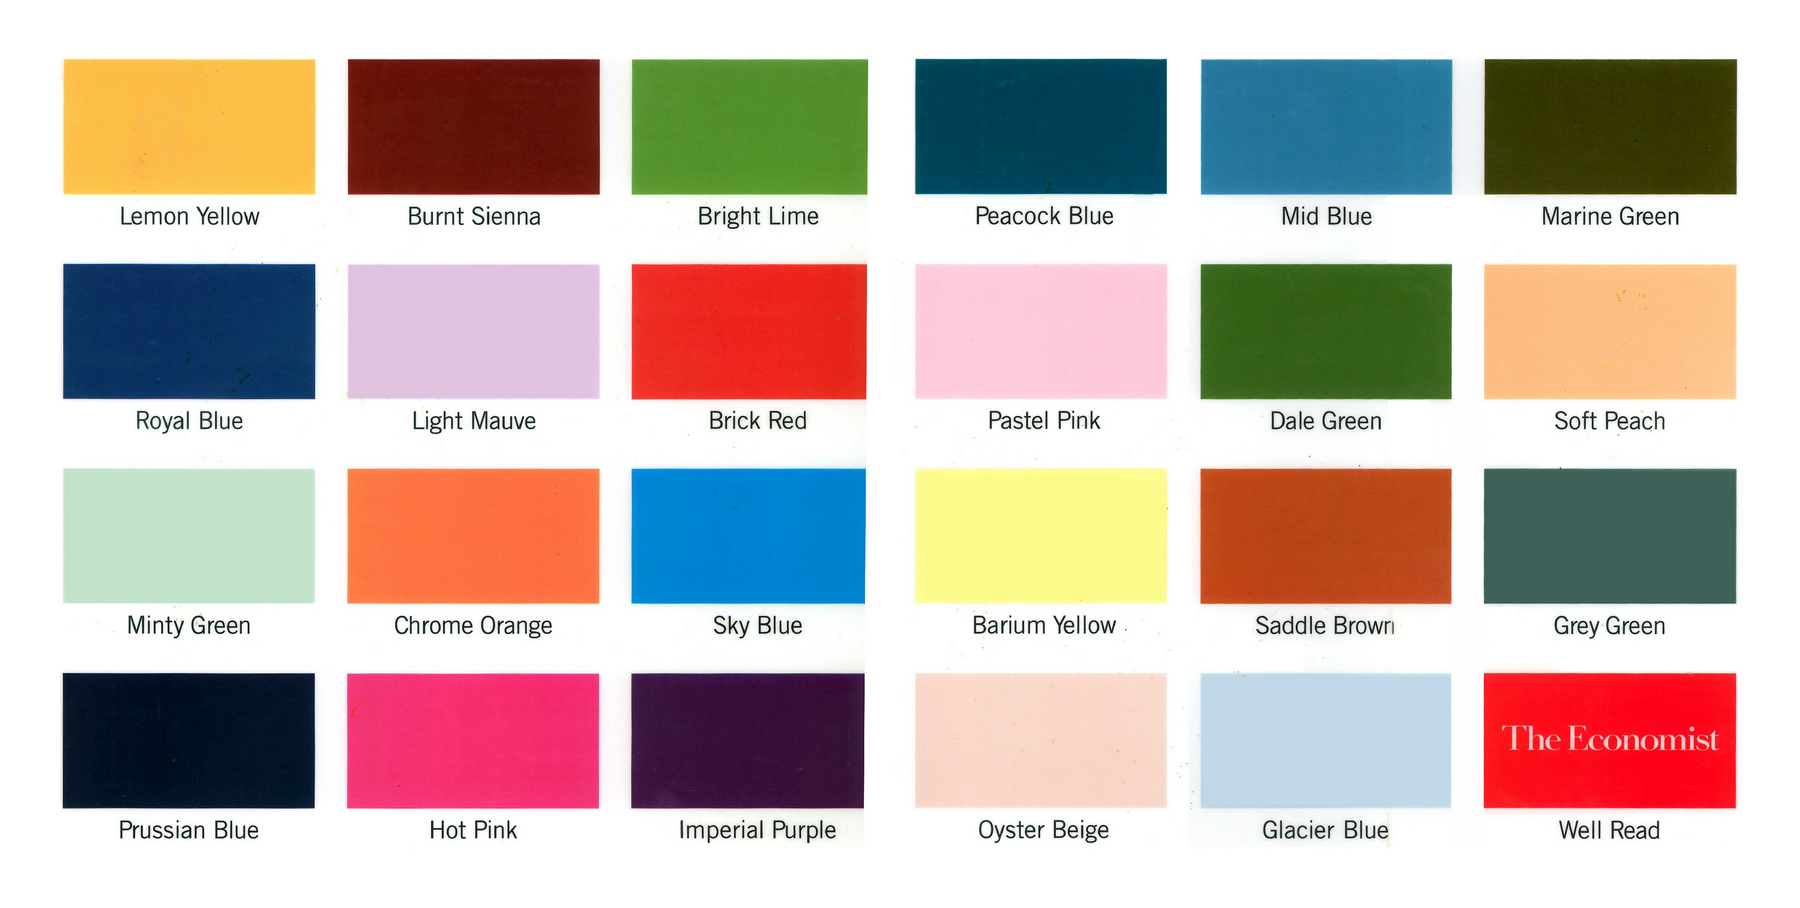 Lemon Yellow
Burnt Sienna
Bright Lime
Peacock Blue
Mid Blue
Marine Green
Royal Blue
Light Mauve
Brick Red
Pastel Pink
Dale Green
Soft Peach
Minty Green
Chrome Orange
Sky Blue
Barium Yellow
Saddle Brown
Grey Green
The Economist
Prussian Blue
Hot Pink
Imperial Purple
Oyster Beige
Glacier Blue
Well Read